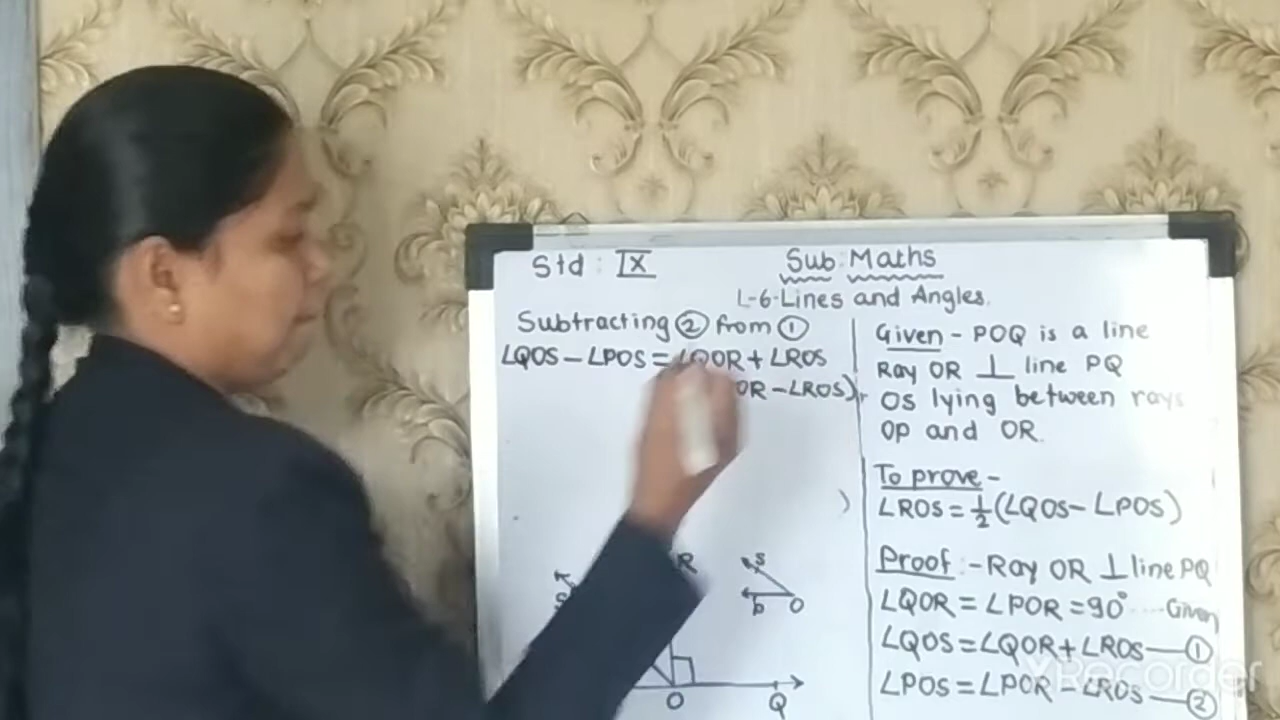 Std : IX
Sub : Maths
L-6-Lines and Angles.
Subtracting ② from ①
∠QOS - ∠POS = ∠QOR + ∠ROS
OR - ∠ROS)
Given - POQ is a line
Ray OR ⊥ line PQ
OS lying between rays
OP and OR.
To prove -
∠ROS = 1/2 (∠QOS - ∠POS)
Proof :- Ray OR ⊥ line PQ
∠QOR = ∠POR = 90° ... Given
∠QOS = ∠QOR + ∠ROS — ①
∠POS = ∠POR - ∠ROS — ②
S
R
O
Q
S
P
O
XRecorder